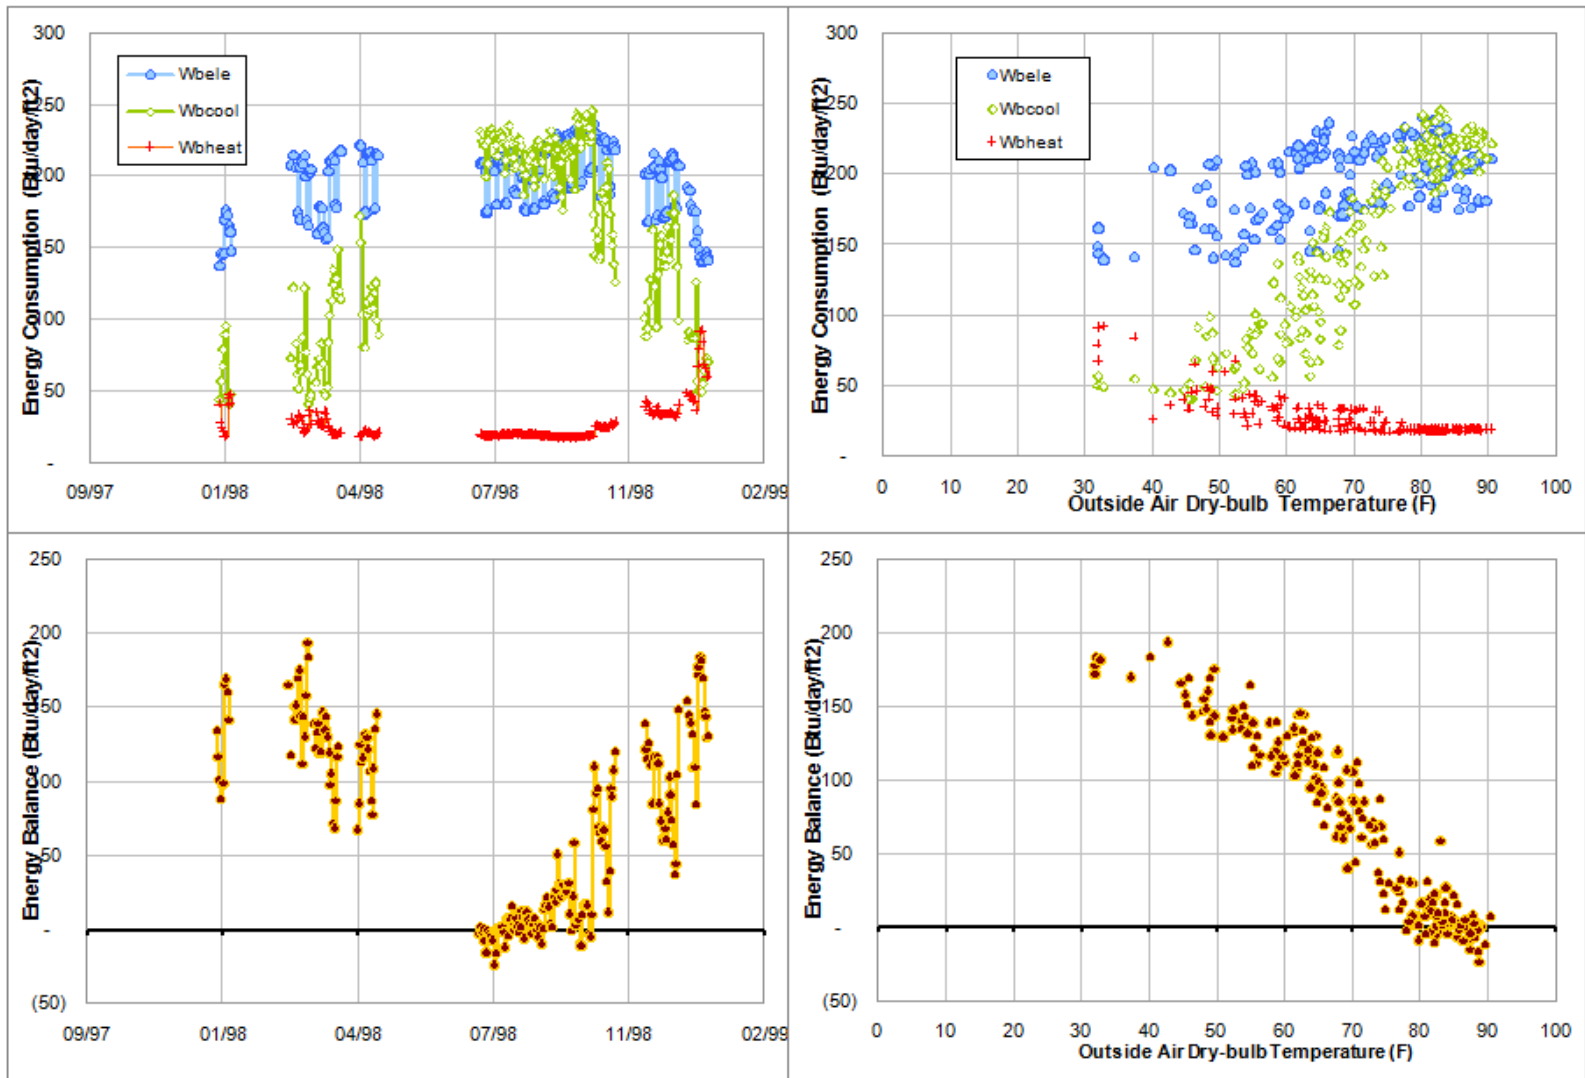 Energy Consumption (Btu/day/ft2)
300
250
200
150
100
50
-
Wbele
Wbcool
Wbheat
09/97 01/98 04/98 07/98 11/98 02/99
Energy Consumption (Btu/day/ft2)
300
250
200
150
100
50
-
Wbele
Wbcool
Wbheat
0 10 20 30 40 50 60 70 80 90 100
Outside Air Dry-bulb Temperature (F)
Energy Balance (Btu/day/ft2)
250
200
150
100
50
-
(50)
09/97 01/98 04/98 07/98 11/98 02/99
Energy Balance (Btu/day/ft2)
250
200
150
100
50
-
(50)
0 10 20 30 40 50 60 70 80 90 100
Outside Air Dry-bulb Temperature (F)